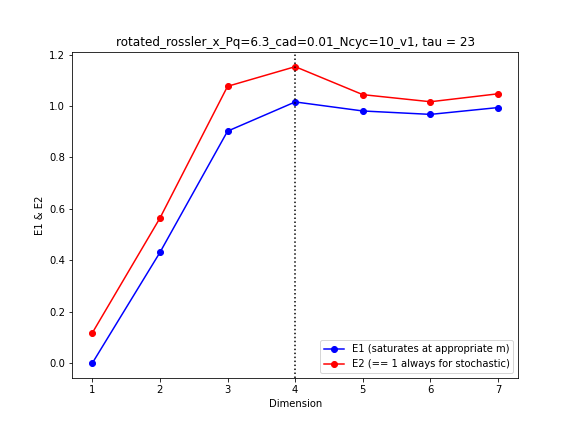 rotated_rossler_x_Pq=6.3_cad=0.01_Ncyc=10_v1, tau = 23
1.2
1.0
0.8
0.6
0.4
0.2
0.0
E1 & E2
E1 (saturates at appropriate m)
E2 (== 1 always for stochastic)
1 2 3 4 5 6 7
Dimension